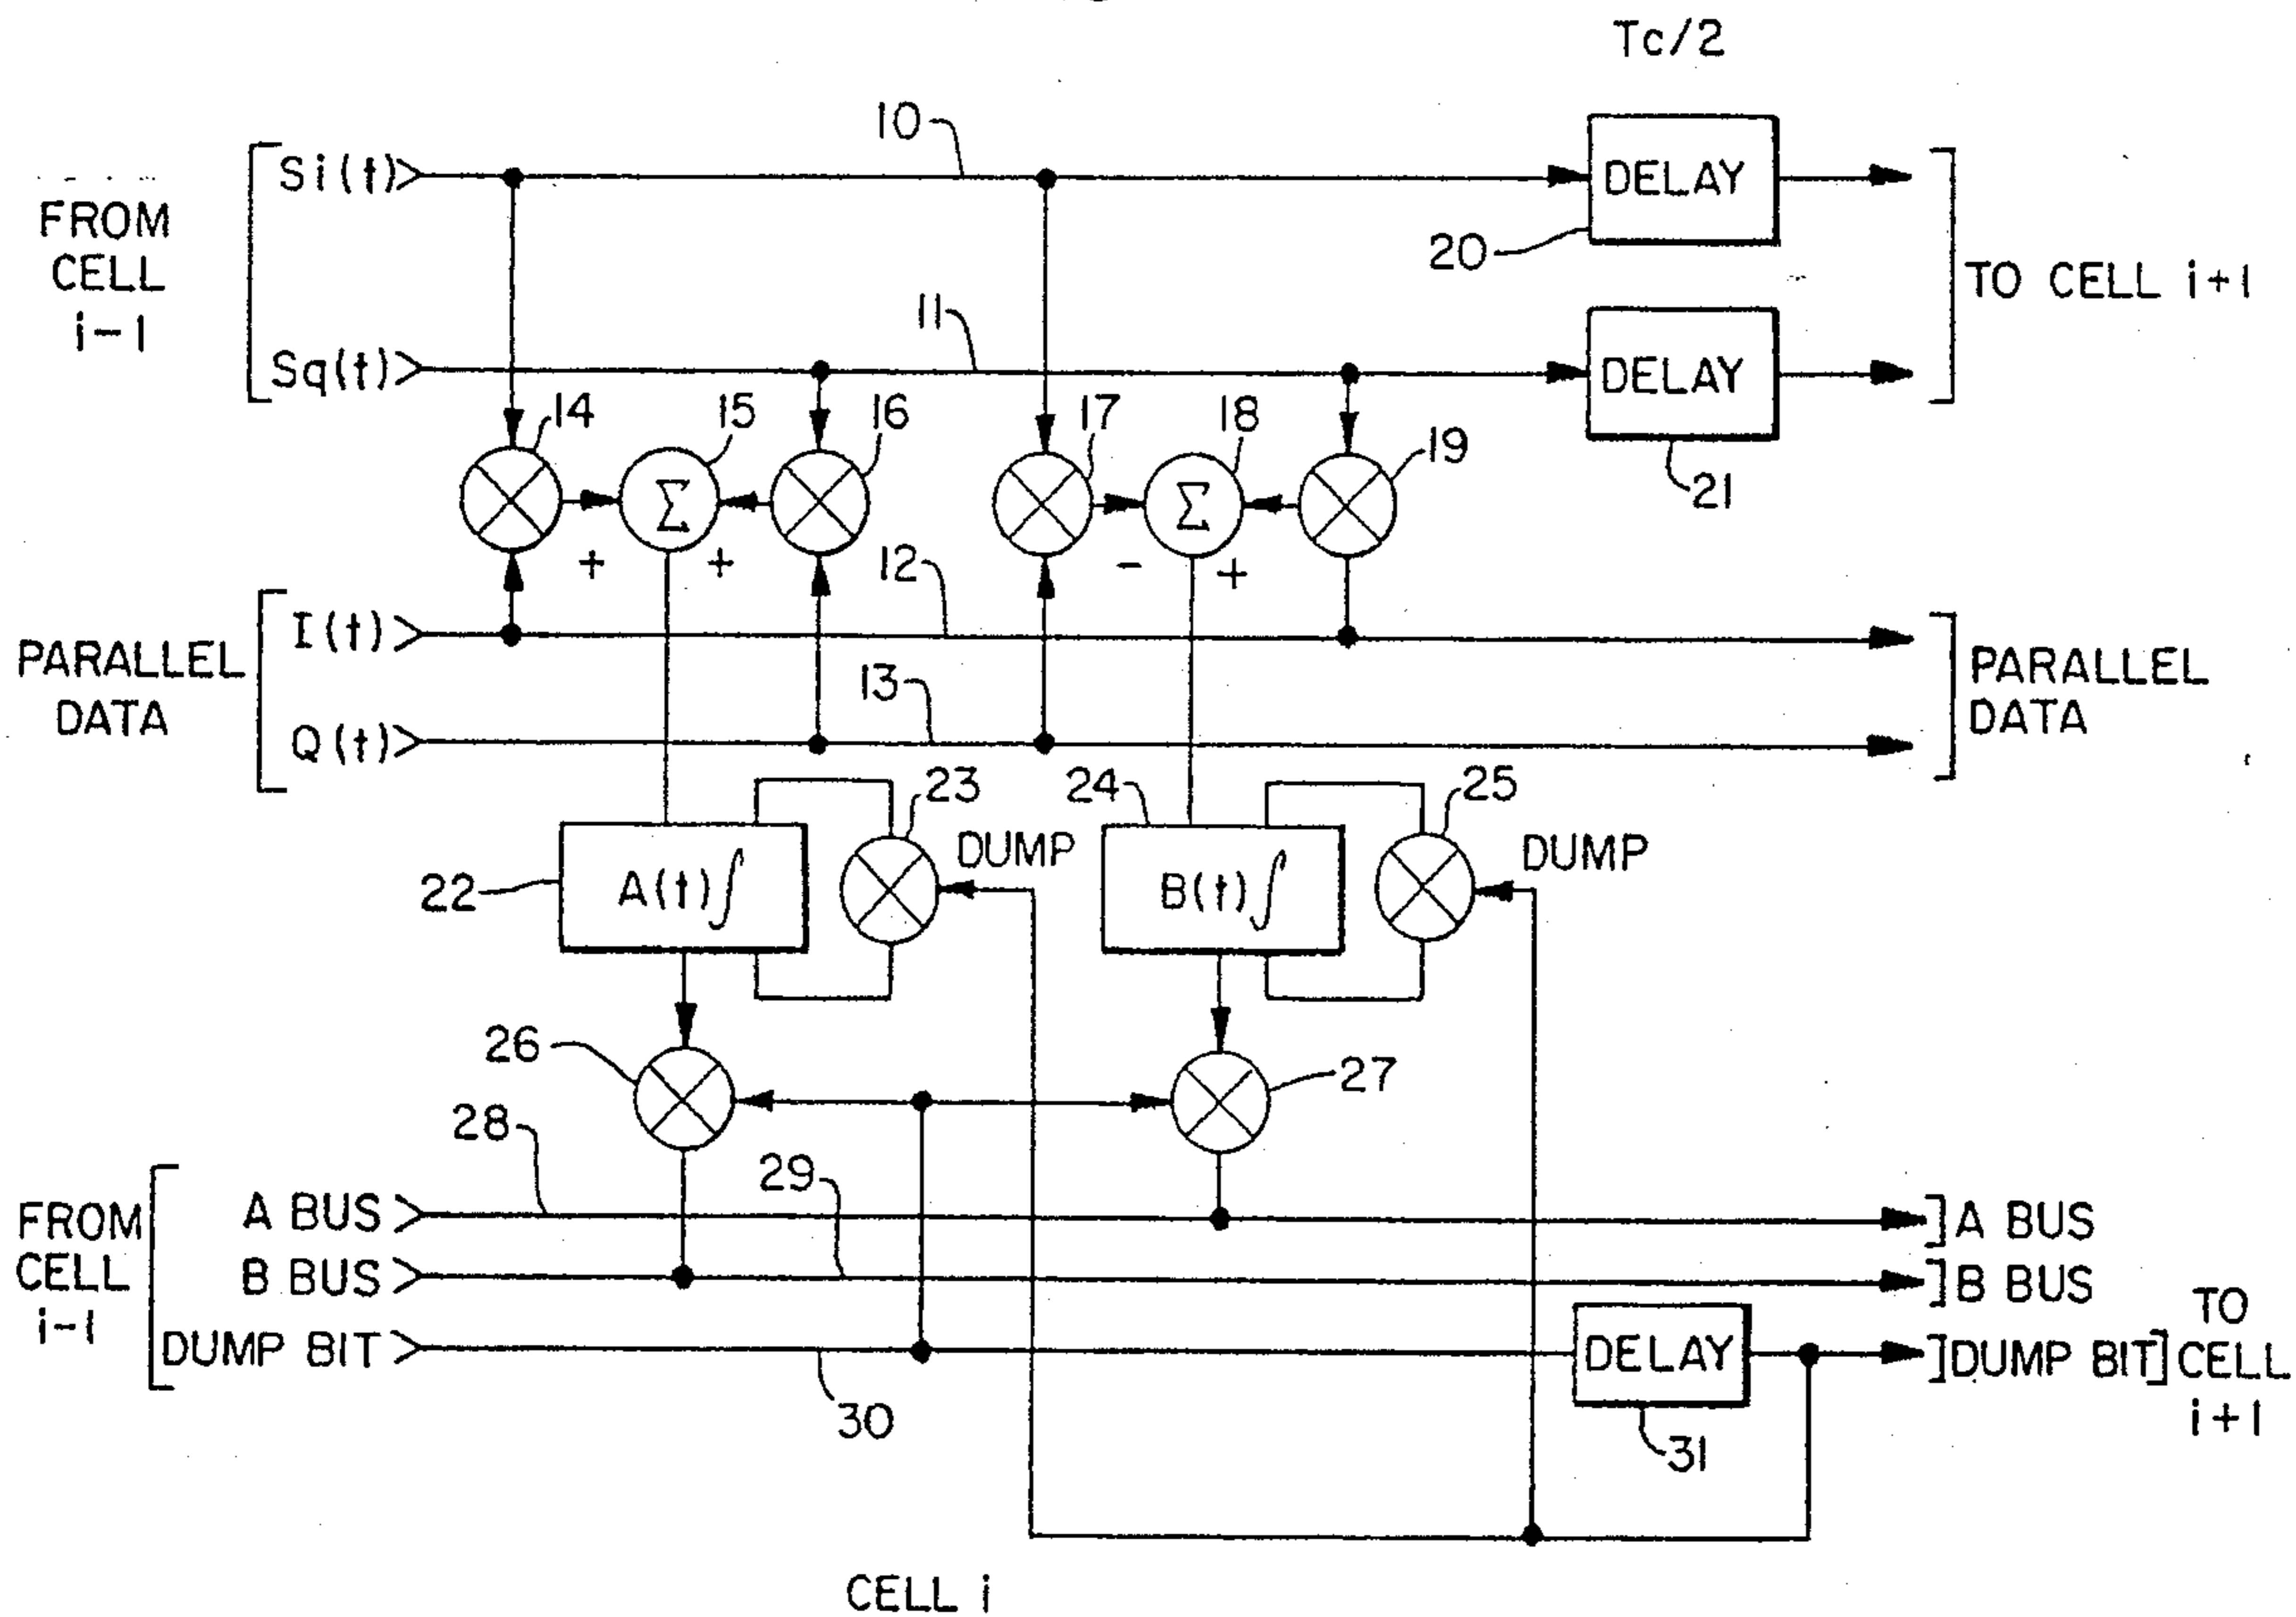 Tc/2
10
Si(t)
DELAY
FROM
CELL
i-1
20
TO CELL i+1
11
Sq(t)
DELAY
14
15
16
17
18
19
21
Σ
Σ
+
+
-
+
12
I(t)
PARALLEL
DATA
13
PARALLEL
DATA
Q(t)
23
24
25
DUMP
DUMP
22
A(t)∫
B(t)∫
26
27
28
29
FROM
CELL
i-1
A BUS
A BUS
B BUS
B BUS
TO
CELL
i+1
DUMP BIT
DELAY
DUMP BIT
30
31
CELL i